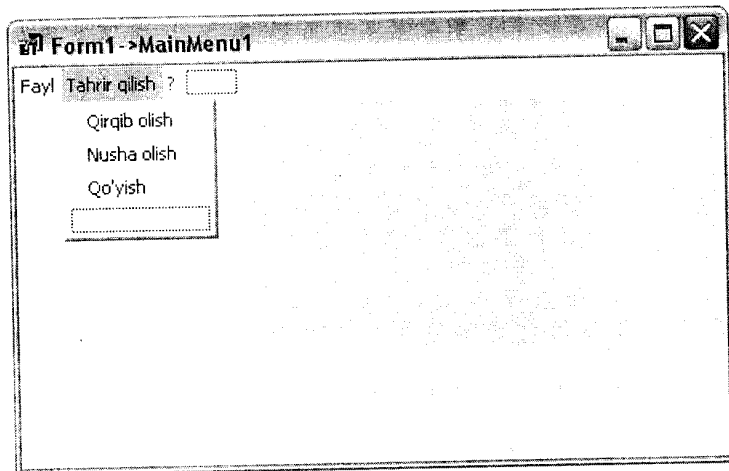 Form1->MainMenu1
Fayl Tahrir qilish ?
Qirqib olish
Nusha olish
Qo'yish